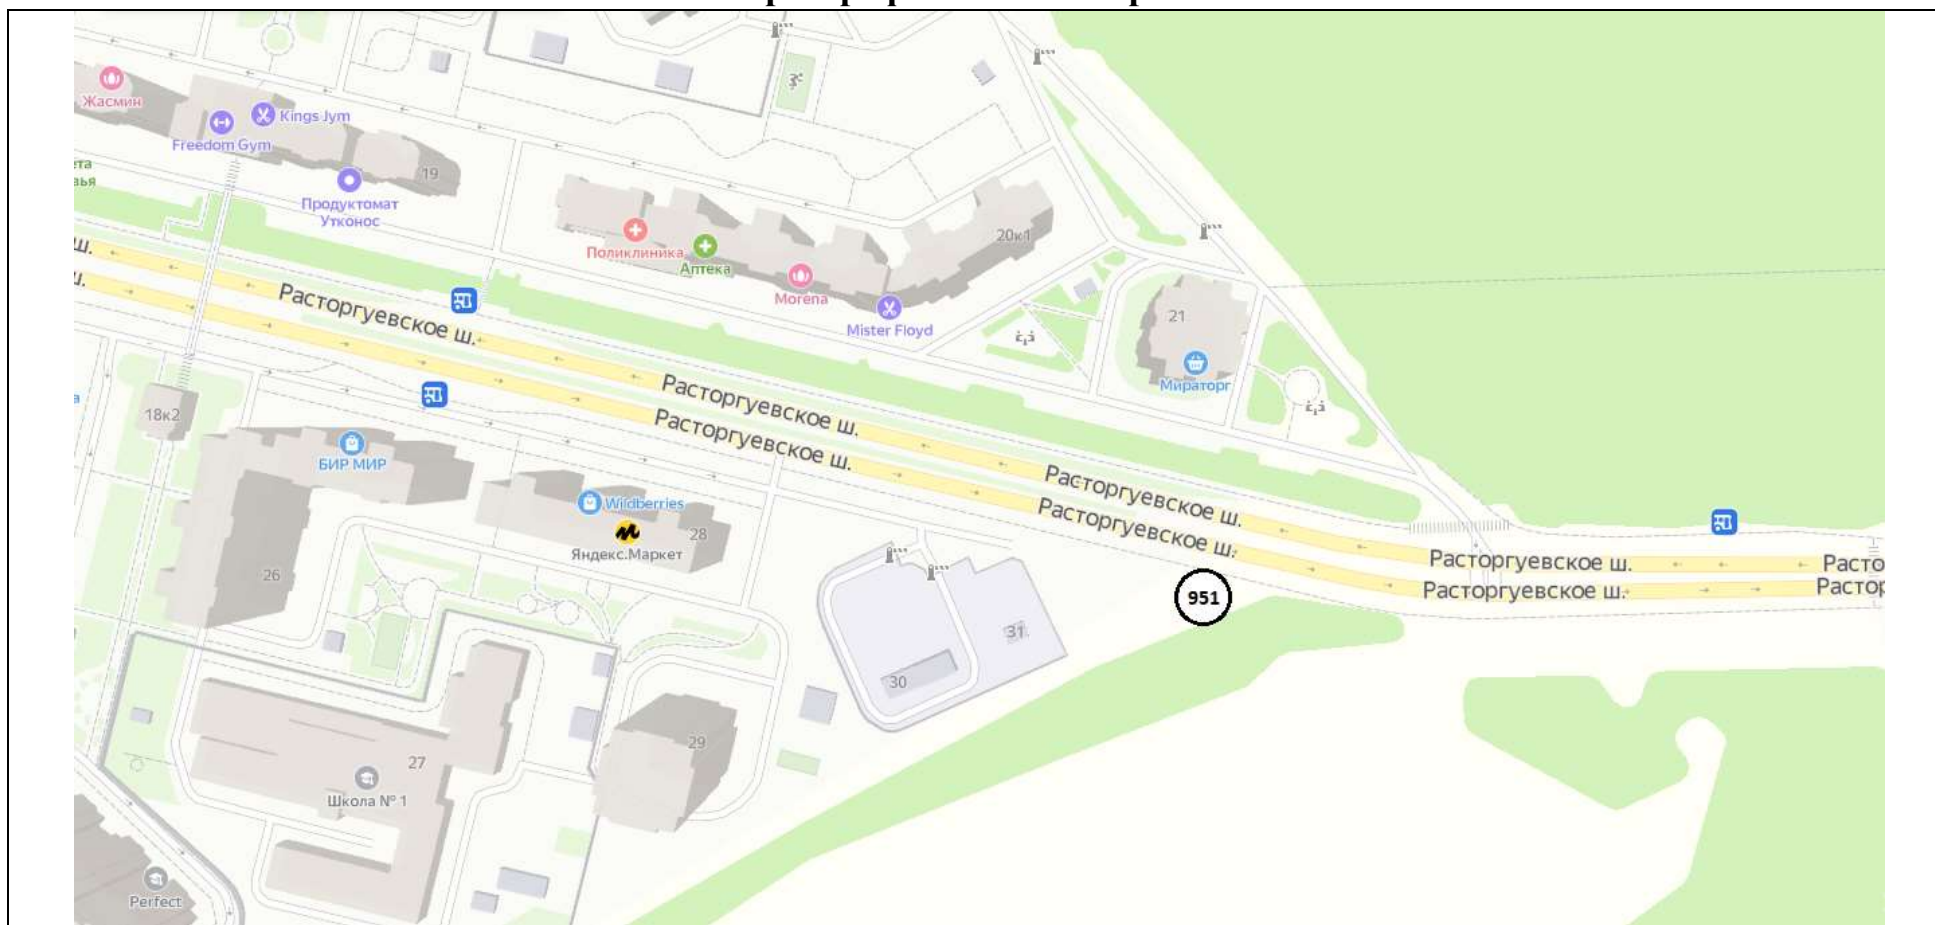 Жасмин
Kings Jym
Freedom Gym
19
Продуктомат
Утконос
Поликлиника
Аптека
Morena
Mister Floyd
20к1
21
Мираторг
ш.
ш.
Расторгуевское ш.
Расторгуевское ш.
Расторгуевское ш.
Расторгуевское ш.
Расторгуевское ш.
Расторгуевское ш.
Расто
Расторгуевское ш.
Растор
18к2
БИР МИР
Wildberries
Яндекс.Маркет
28
26
951
31
30
29
27
Школа № 1
Perfect